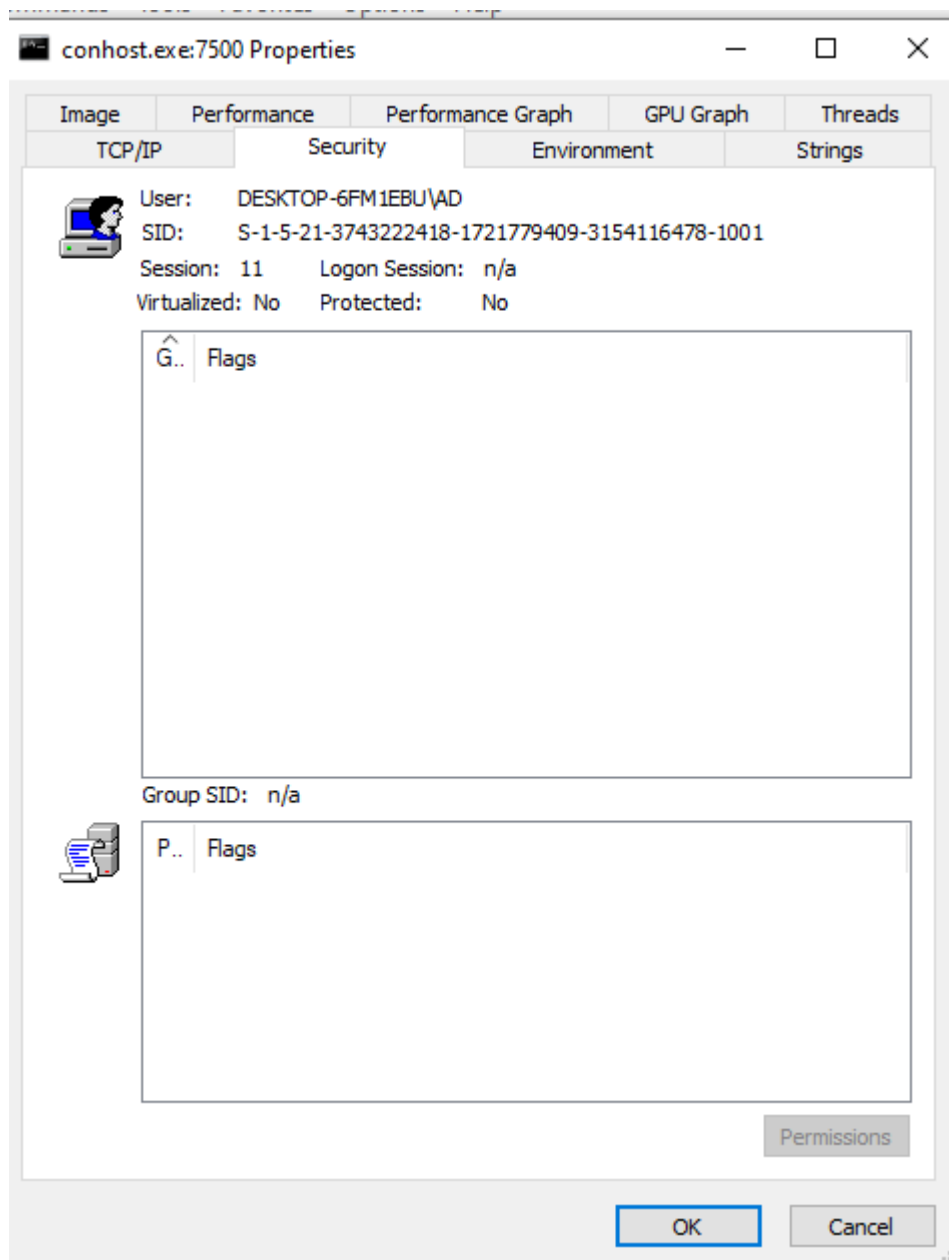 conhost.exe:7500 Properties
Image Performance Performance Graph GPU Graph Threads
TCP/IP Security Environment Strings
User: DESKTOP-6FM1EBU\AD
SID: S-1-5-21-3743222418-1721779409-3154116478-1001
Session: 11 Logon Session: n/a
Virtualized: No Protected: No
G.. Flags
Group SID: n/a
P.. Flags
Permissions
OK Cancel